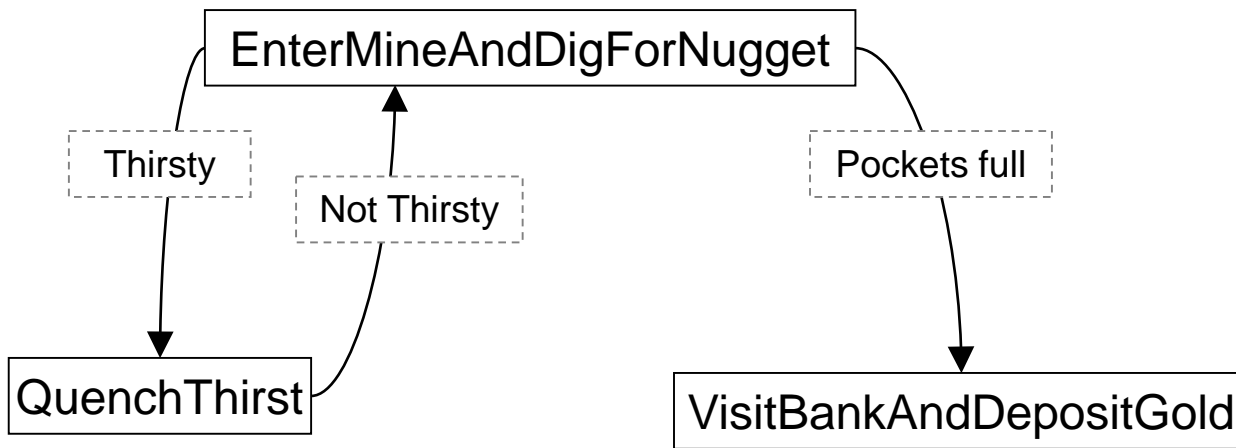 EnterMineAndDigForNugget
Thirsty
Pockets full
Not Thirsty
QuenchThirst
VisitBankAndDepositGold